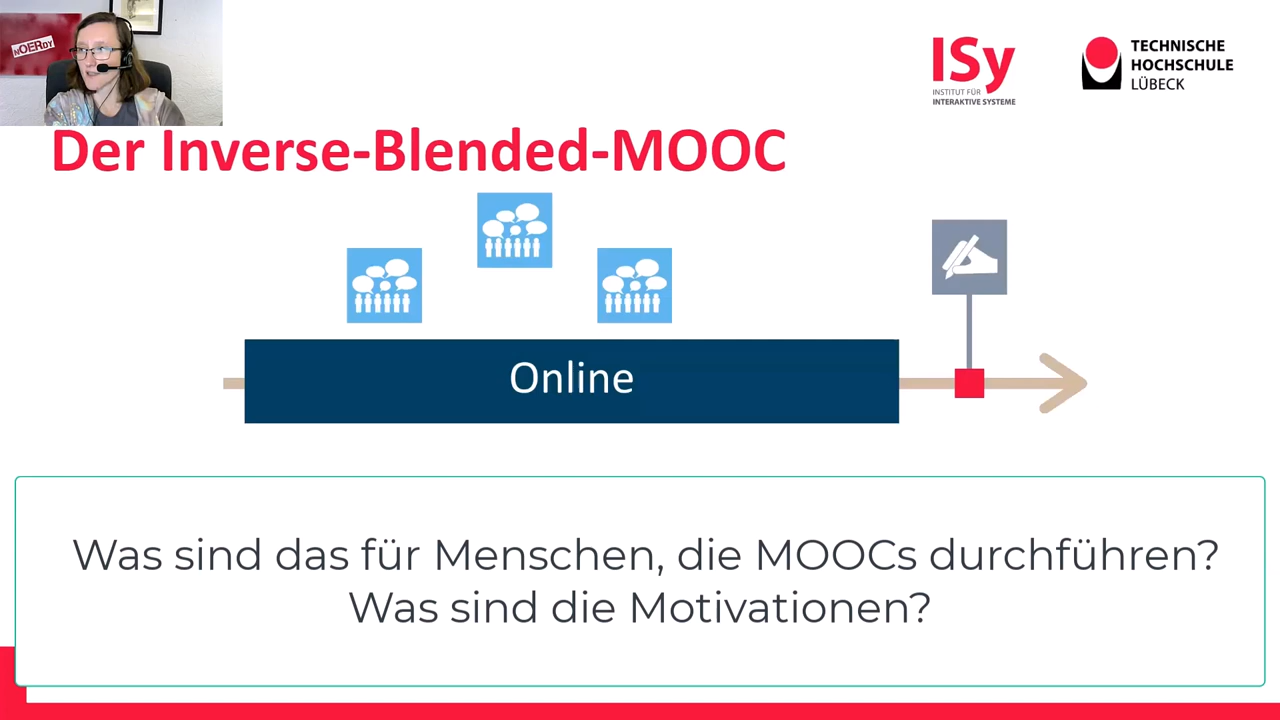 nOERDy
ISy
INSTITUT FÜR
INTERAKTIVE SYSTEME
TECHNISCHE
HOCHSCHULE
LÜBECK
Der Inverse-Blended-MOOC
Online
Was sind das für Menschen, die MOOCs durchführen?
Was sind die Motivationen?